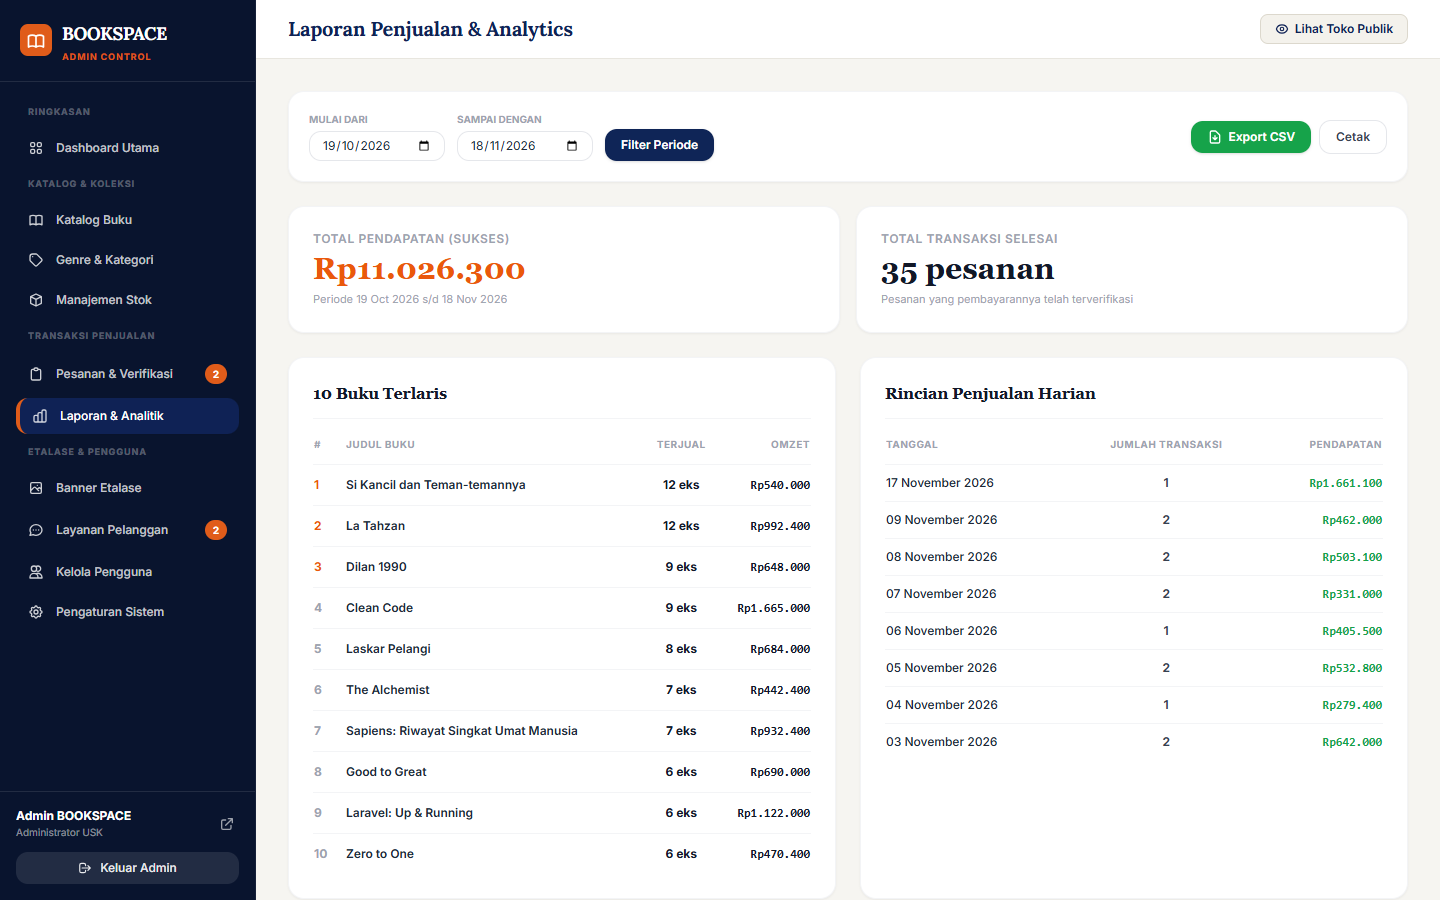 BOOKSPACE
ADMIN CONTROL
RINGKASAN
Dashboard Utama
KATALOG & KOLEKSI
Katalog Buku
Genre & Kategori
Manajemen Stok
TRANSAKSI PENJUALAN
Pesanan & Verifikasi 2
Laporan & Analitik
ETALASE & PENGGUNA
Banner Etalase
Layanan Pelanggan 2
Kelola Pengguna
Pengaturan Sistem
Admin BOOKSPACE
Administrator USK
Keluar Admin
Laporan Penjualan & Analytics
Lihat Toko Publik
MULAI DARI
19/10/2026
SAMPAI DENGAN
18/11/2026
Filter Periode
Export CSV
Cetak
TOTAL PENDAPATAN (SUKSES)
Rp11.026.300
Periode 19 Oct 2026 s/d 18 Nov 2026
TOTAL TRANSAKSI SELESAI
35 pesanan
Pesanan yang pembayarannya telah terverifikasi
10 Buku Terlaris
# JUDUL BUKU TERJUAL OMZET
1 Si Kancil dan Teman-temannya 12 eks Rp540.000
2 La Tahzan 12 eks Rp992.400
3 Dilan 1990 9 eks Rp648.000
4 Clean Code 9 eks Rp1.665.000
5 Laskar Pelangi 8 eks Rp684.000
6 The Alchemist 7 eks Rp442.400
7 Sapiens: Riwayat Singkat Umat Manusia 7 eks Rp932.400
8 Good to Great 6 eks Rp690.000
9 Laravel: Up & Running 6 eks Rp1.122.000
10 Zero to One 6 eks Rp470.400
Rincian Penjualan Harian
TANGGAL JUMLAH TRANSAKSI PENDAPATAN
17 November 2026 1 Rp1.661.100
09 November 2026 2 Rp462.000
08 November 2026 2 Rp503.100
07 November 2026 2 Rp331.000
06 November 2026 1 Rp405.500
05 November 2026 2 Rp532.800
04 November 2026 1 Rp279.400
03 November 2026 2 Rp642.000